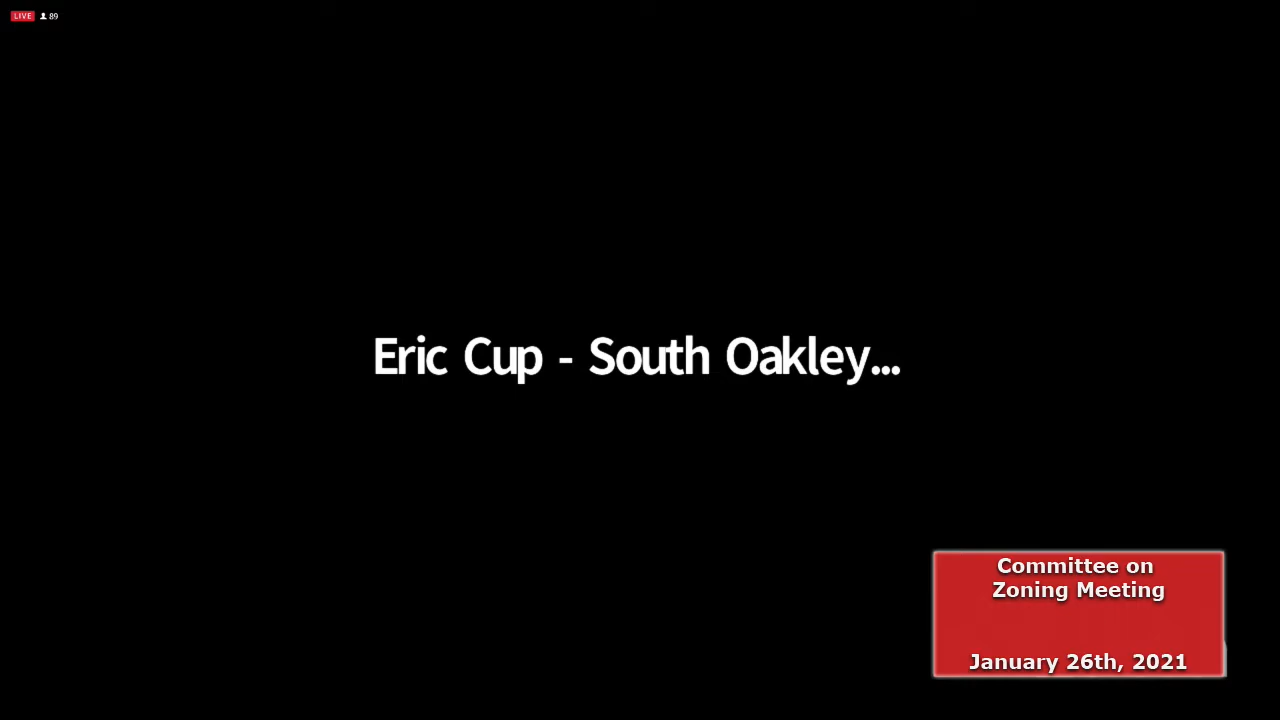 LIVE 89
Eric Cup - South Oakley...
Committee on
Zoning Meeting
January 26th, 2021